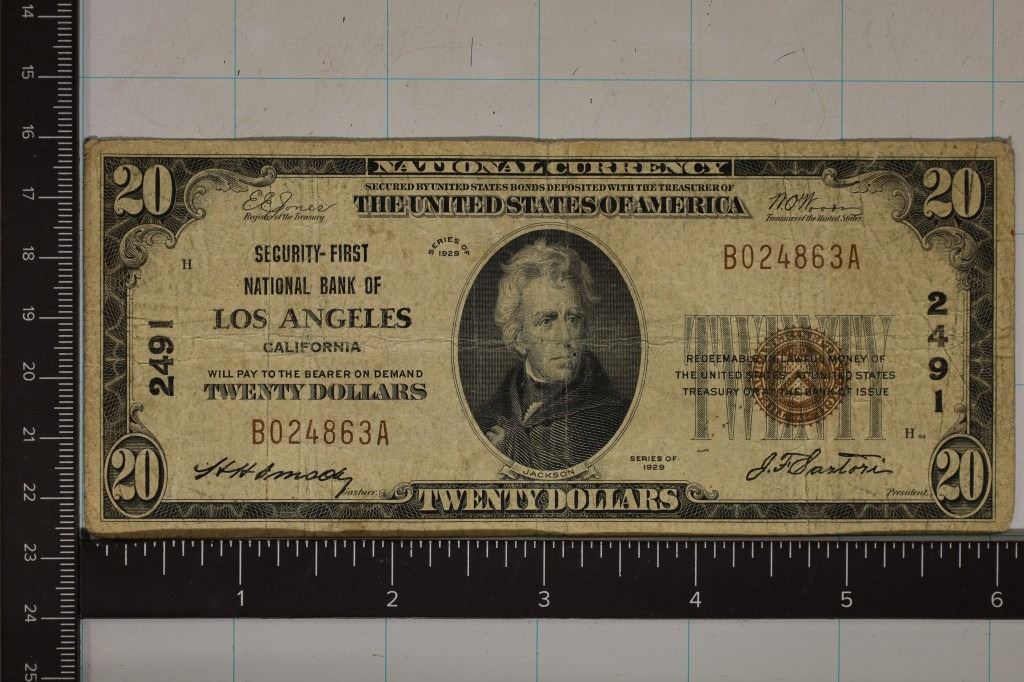 NATIONAL CURRENCY
SECURED BY UNITED STATES BONDS DEPOSITED WITH THE TREASURER OF
THE UNITED STATES OF AMERICA
20
20
E.E. Jones
Register of the Treasury
W.O. Woods
Treasurer of the United States
SECURITY-FIRST
NATIONAL BANK OF
LOS ANGELES
CALIFORNIA
WILL PAY TO THE BEARER ON DEMAND
TWENTY DOLLARS
SERIES OF
1929
B024863A
H
2491
2491
TWENTY
REDEEMABLE IN LAWFUL MONEY OF
THE UNITED STATES AT UNITED STATES
TREASURY OR AT THE BANK OF ISSUE
B024863A
H
SERIES OF
1929
JACKSON
Cashier.
J.F. Sartori
President.
20
TWENTY DOLLARS
20
14
15
16
17
18
19
20
21
22
23
24
25
1 2 3 4 5 6